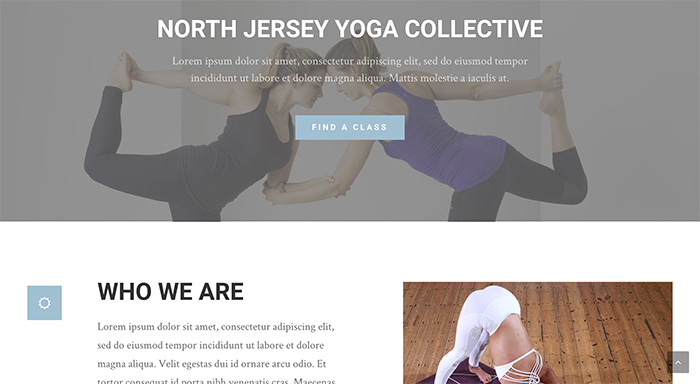 NORTH JERSEY YOGA COLLECTIVE
Lorem ipsum dolor sit amet, consectetur adipiscing elit, sed do eiusmod tempor
incididunt ut labore et dolore magna aliqua. Mattis molestie a iaculis at.
FIND A CLASS
WHO WE ARE
Lorem ipsum dolor sit amet, consectetur adipiscing elit,
sed do eiusmod tempor incididunt ut labore et dolore
magna aliqua. Velit egestas dui id ornare arcu odio. Et
tortor consequat id porta nibh venenatis cras. Maecenas